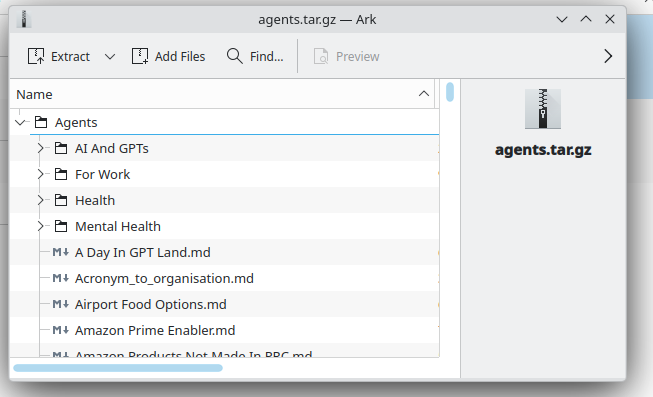 agents.tar.gz — Ark
Extract Add Files Find... Preview
Name
Agents
AI And GPTs
For Work
Health
Mental Health
M↓ A Day In GPT Land.md
M↓ Acronym_to_organisation.md
M↓ Airport Food Options.md
M↓ Amazon Prime Enabler.md
Amazon Products Not Made In PRC.md
agents.tar.gz